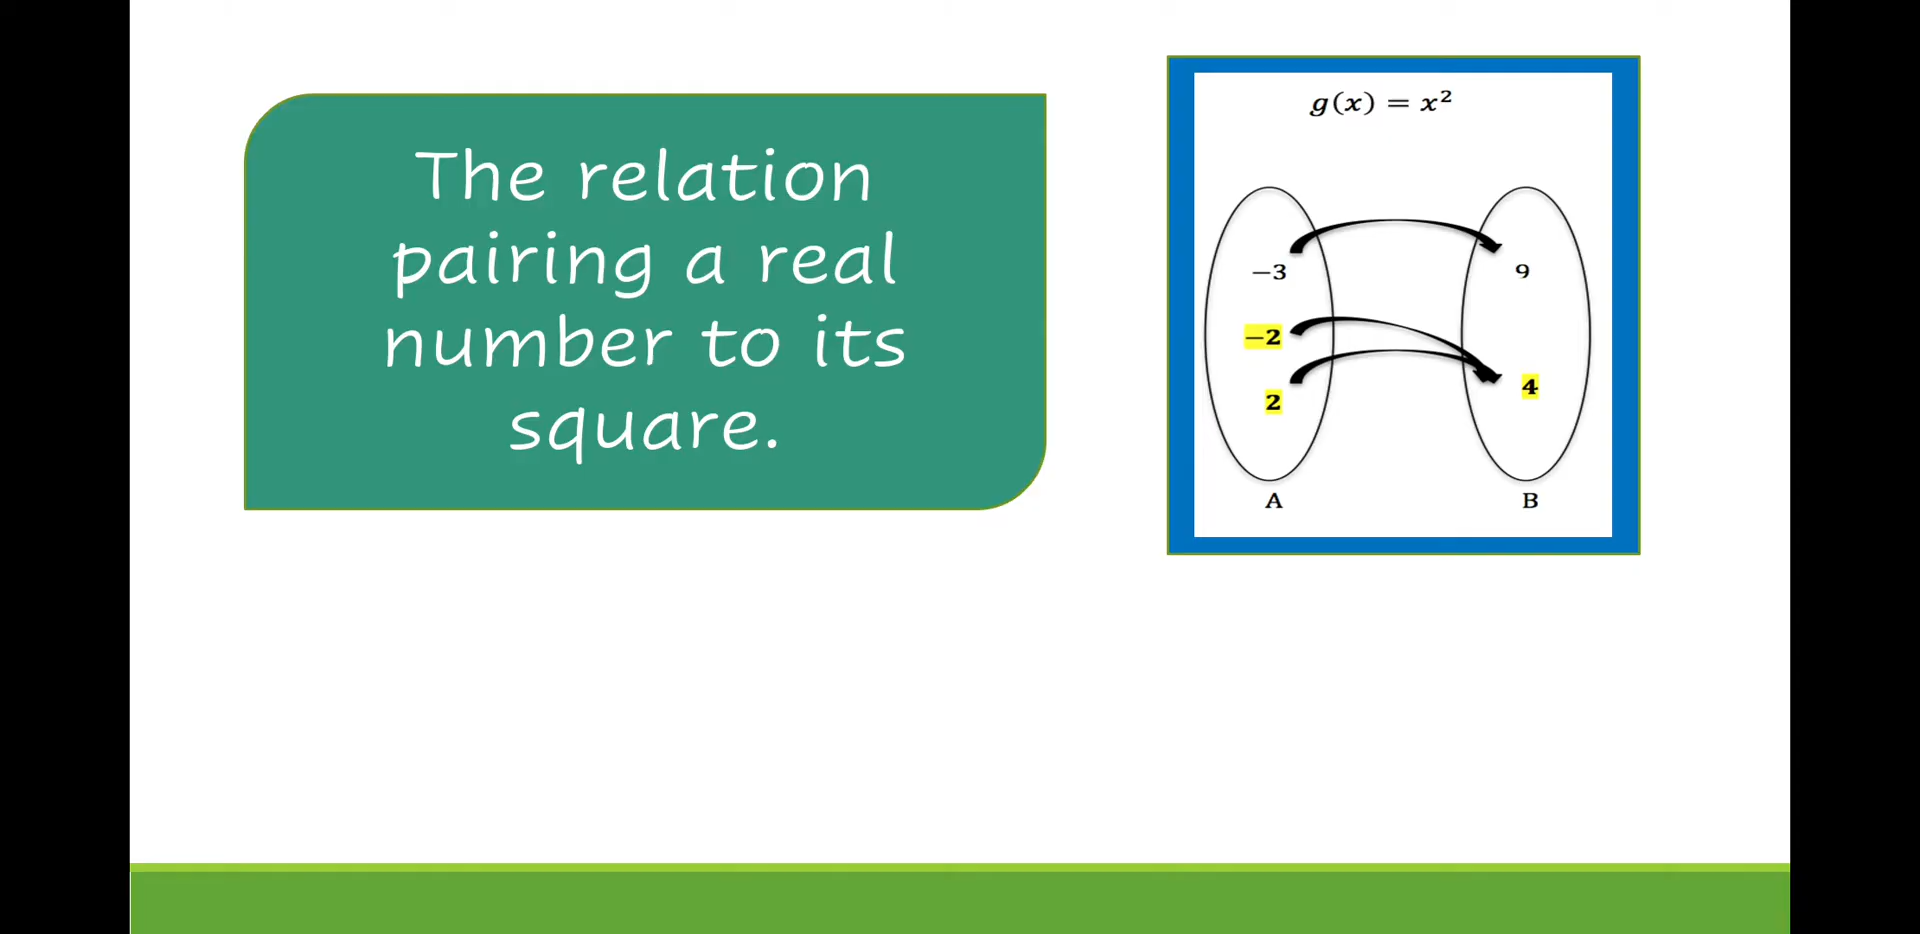 The relation
pairing a real
number to its
square.
g(x) = x²
−3
9
−2
4
2
A
B